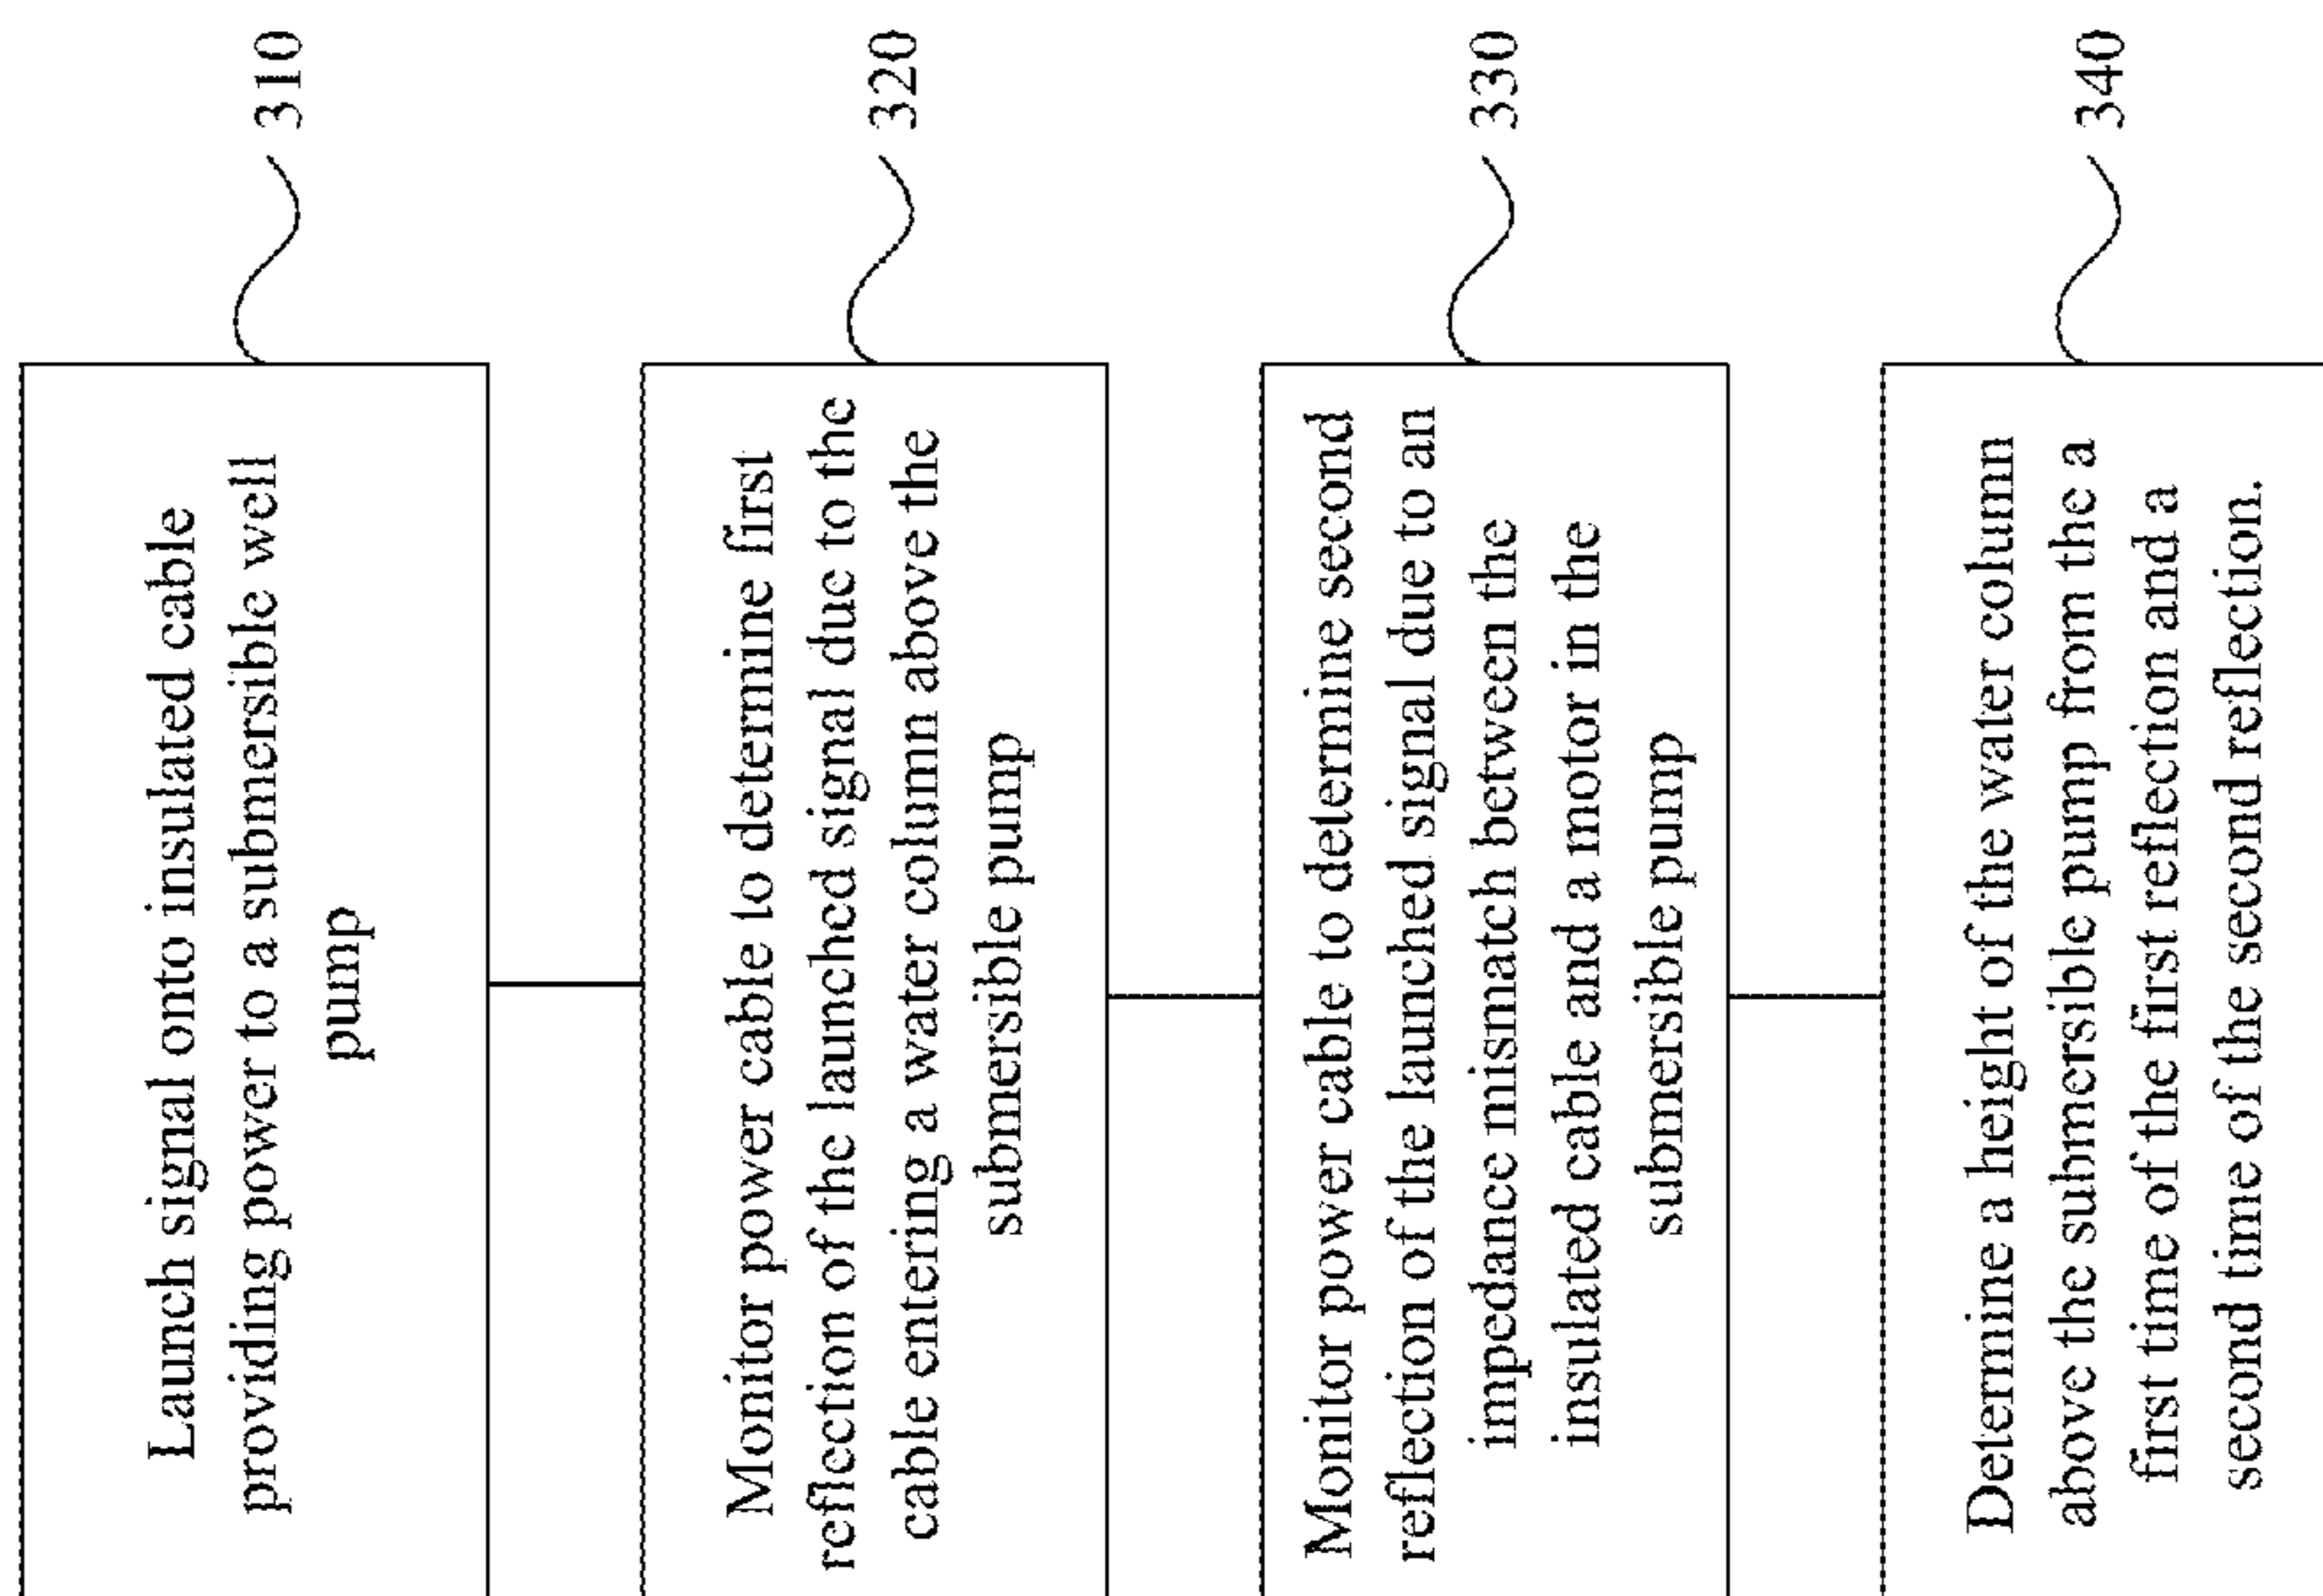 Launch signal onto insulated cable
providing power to a submersible well
pump
310
Monitor power cable to determine first
reflection of the launched signal due to the
cable entering a water column above the
submersible pump
320
Monitor power cable to determine second
reflection of the launched signal due to an
impedance mismatch between the
insulated cable and a motor in the
submersible pump
330
Determine a height of the water column
above the submersible pump from the a
first time of the first reflection and a
second time of the second reflection.
340